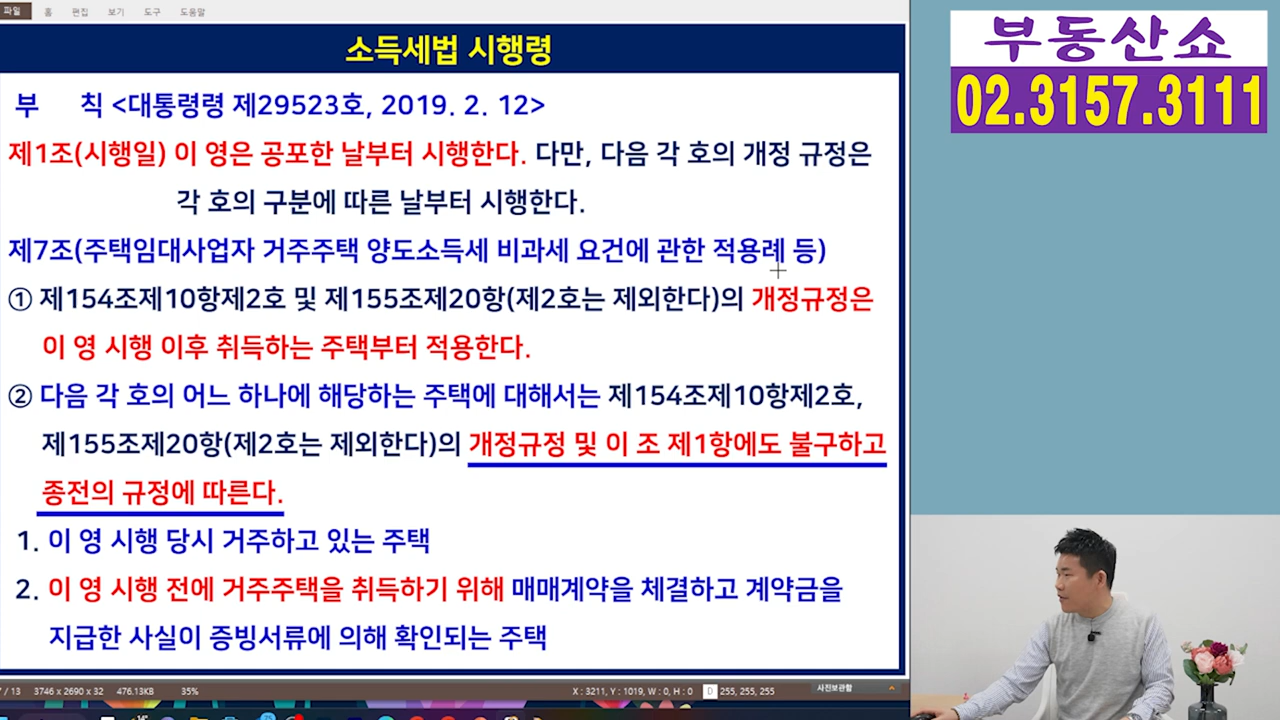 파일 홈 편집 보기 도구 도움말
소득세법 시행령
부 칙 <대통령령 제29523호, 2019. 2. 12>
제1조(시행일) 이 영은 공포한 날부터 시행한다. 다만, 다음 각 호의 개정 규정은
각 호의 구분에 따른 날부터 시행한다.
제7조(주택임대사업자 거주주택 양도소득세 비과세 요건에 관한 적용례 등)
① 제154조제10항제2호 및 제155조제20항(제2호는 제외한다)의 개정규정은
이 영 시행 이후 취득하는 주택부터 적용한다.
② 다음 각 호의 어느 하나에 해당하는 주택에 대해서는 제154조제10항제2호,
제155조제20항(제2호는 제외한다)의 개정규정 및 이 조 제1항에도 불구하고
종전의 규정에 따른다.
1. 이 영 시행 당시 거주하고 있는 주택
2. 이 영 시행 전에 거주주택을 취득하기 위해 매매계약을 체결하고 계약금을
지급한 사실이 증빙서류에 의해 확인되는 주택
/ 13 3746 x 2690 x 32 476.13KB 35% X : 3211, Y : 1019, W : 0, H : 0 D 255, 255, 255 사진보관함
부동산쇼
02.3157.3111